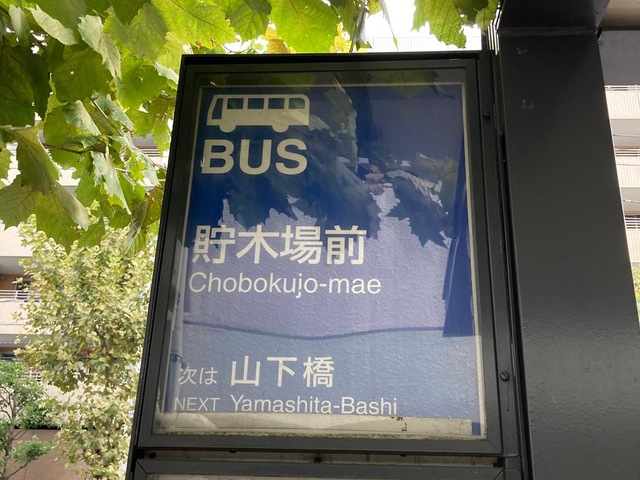 BUS
貯木場前
Chobokujo-mae
次は 山下橋
NEXT Yamashita-Bashi